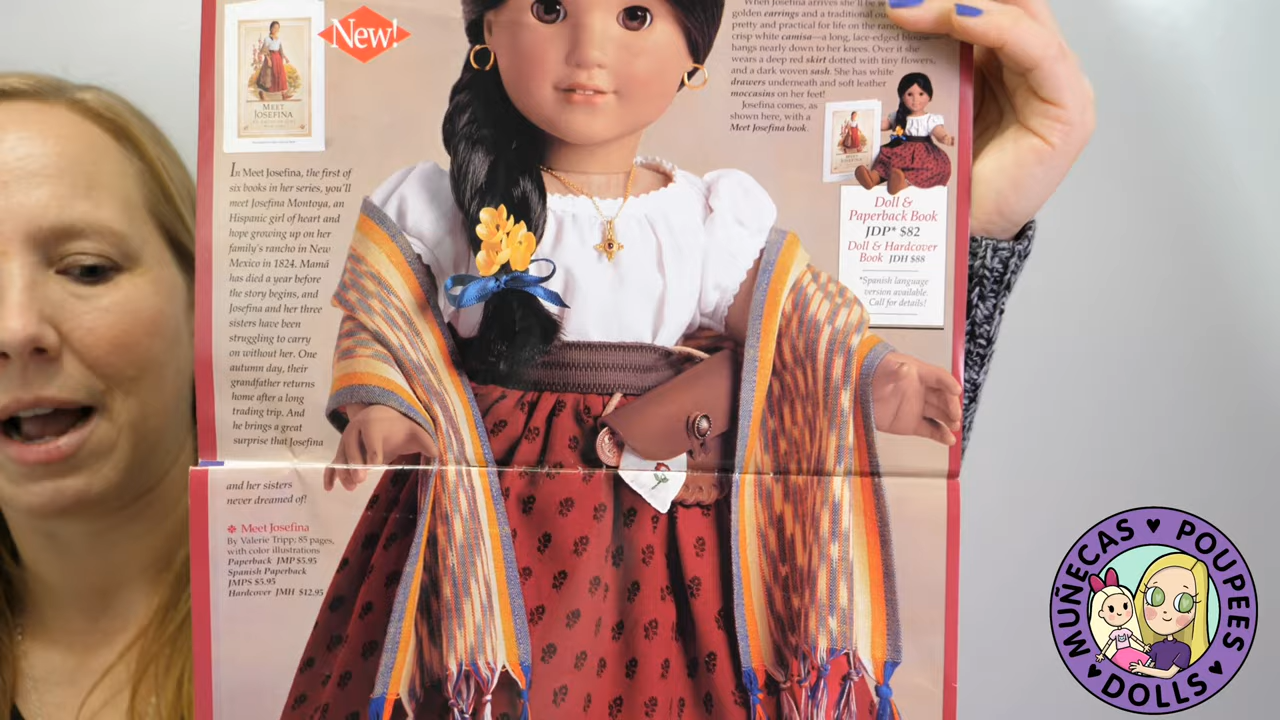 MEET
JOSEFINA
New!
In Meet Josefina, the first of
six books in her series, you'll
meet Josefina Montoya, an
Hispanic girl of heart and
hope growing up on her
family's rancho in New
Mexico in 1824. Mamá
has died a year before
the story begins, and
Josefina and her three
sisters have been
struggling to carry
on without her. One
autumn day, their
grandfather returns
home after a long
trading trip. And
he brings a great
surprise that Josefina
and her sisters
never dreamed of!
❉ Meet Josefina
By Valerie Tripp; 85 pages,
with color illustrations
Paperback JMP $5.95
Spanish Paperback
JMPS $5.95
Hardcover JMH $12.95
When Josefina arrives she'll be
golden earrings and a traditional
pretty and practical for life on the
crisp white camisa—a long, lace-edged
hangs nearly down to her knees. Over it she
wears a deep red skirt dotted with tiny flowers,
and a dark woven sash. She has white
drawers underneath and soft leather
moccasins on her feet!
Josefina comes, as
shown here, with a
Meet Josefina book.
Doll &
Paperback Book
JDP* $82
Doll & Hardcover
Book JDH $88
*Spanish language
version available.
Call for details!
MUÑECAS ♥ POUPEES ♥ DOLLS ♥